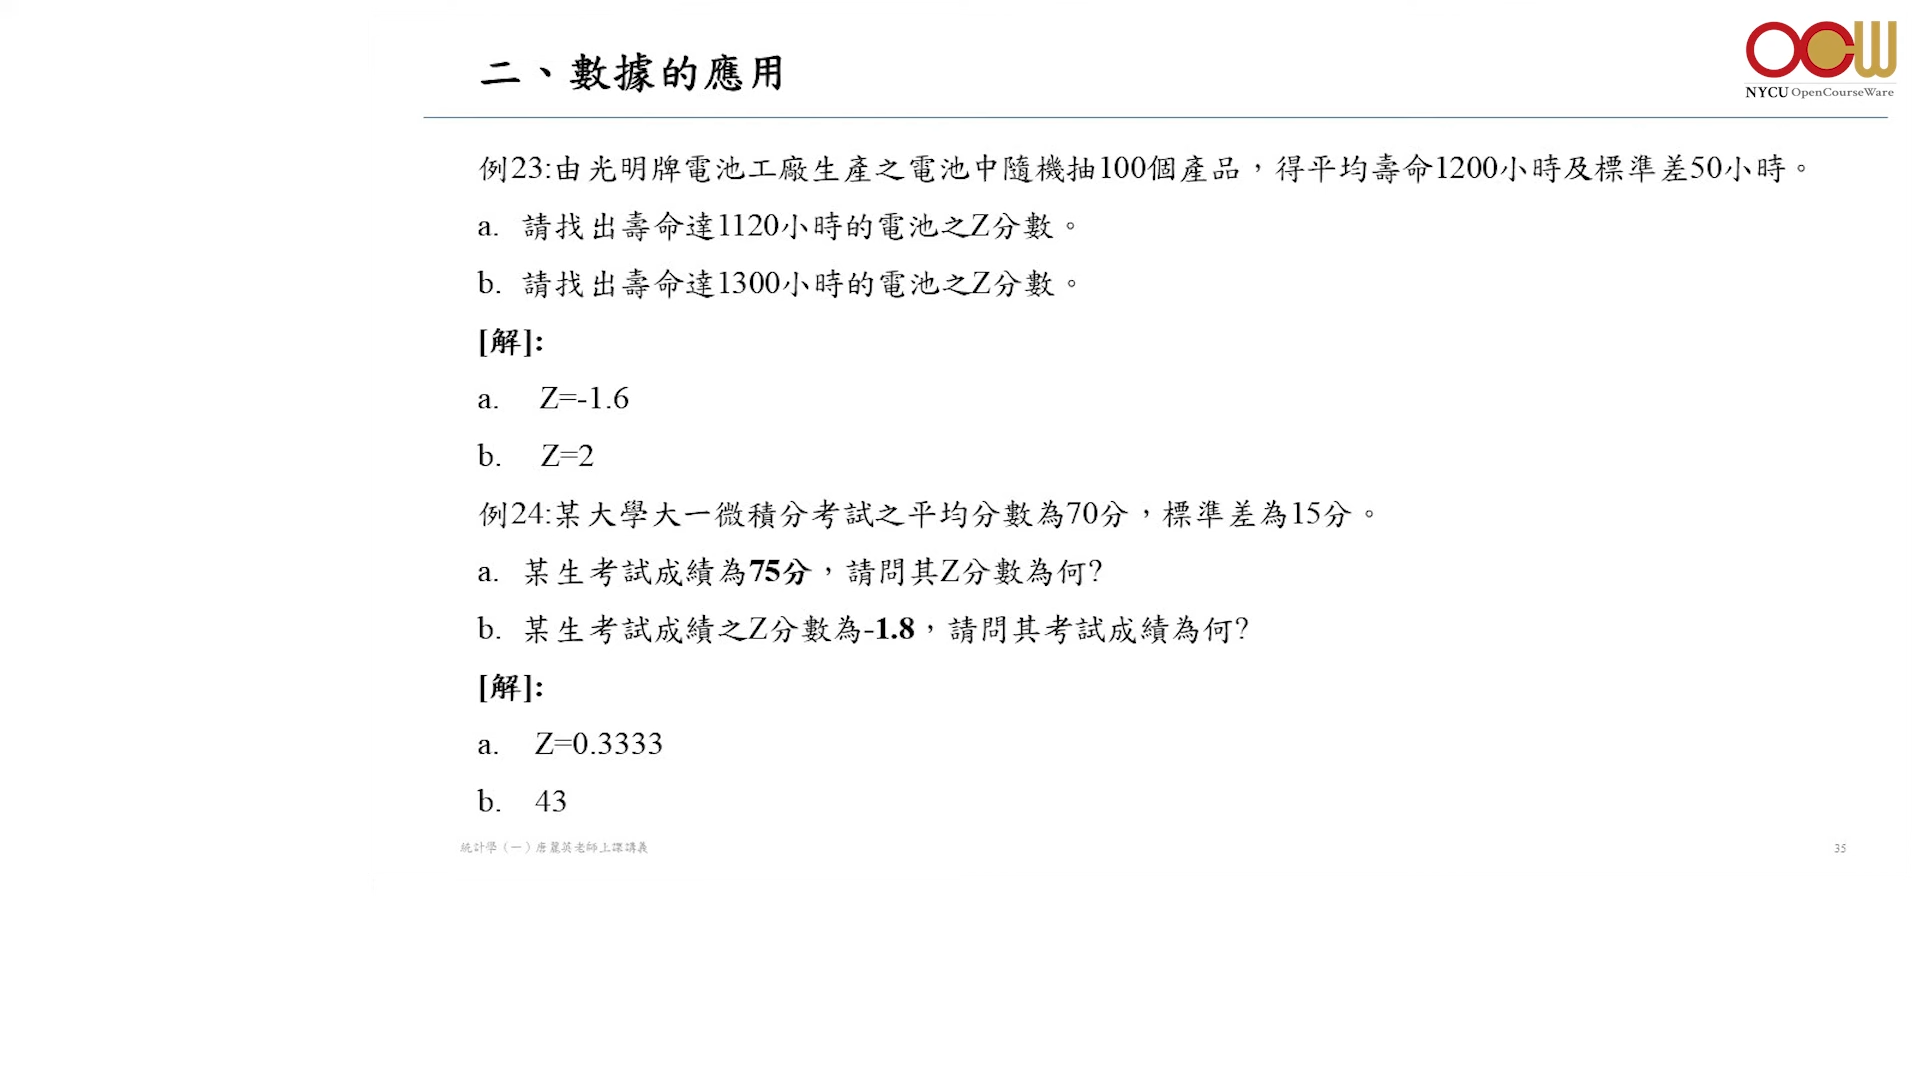 二、數據的應用
OCW
NYCU OpenCourseWare
例23:由光明牌電池工廠生產之電池中隨機抽100個產品，得平均壽命1200小時及標準差50小時。
a. 請找出壽命達1120小時的電池之Z分數。
b. 請找出壽命達1300小時的電池之Z分數。
[解]:
a. Z=-1.6
b. Z=2
例24:某大學大一微積分考試之平均分數為70分，標準差為15分。
a. 某生考試成績為75分，請問其Z分數為何?
b. 某生考試成績之Z分數為-1.8，請問其考試成績為何?
[解]:
a. Z=0.3333
b. 43
統計學（一）唐麗英老師上課講義
35